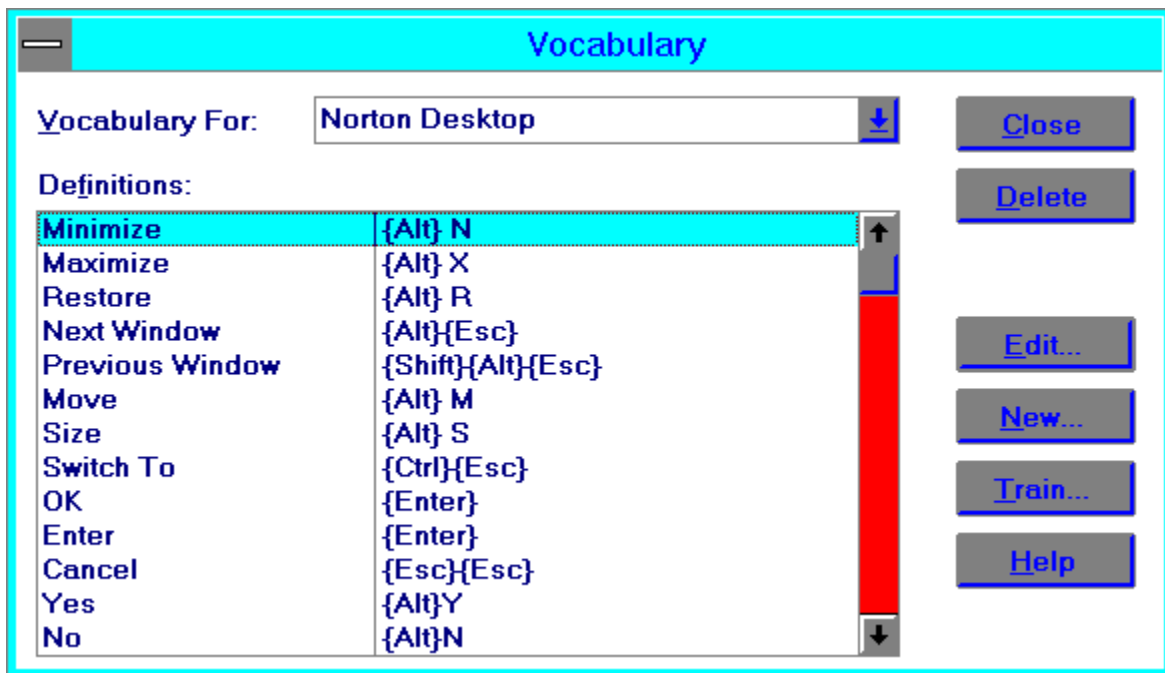 Vocabulary
Vocabulary For: Norton Desktop
Close
Definitions:
Delete
Minimize {Alt} N
Maximize {Alt} X
Restore {Alt} R
Next Window {Alt}{Esc}
Previous Window {Shift}{Alt}{Esc}
Move {Alt} M
Size {Alt} S
Switch To {Ctrl}{Esc}
OK {Enter}
Enter {Enter}
Cancel {Esc}{Esc}
Yes {Alt}Y
No {Alt}N
Edit...
New...
Train...
Help